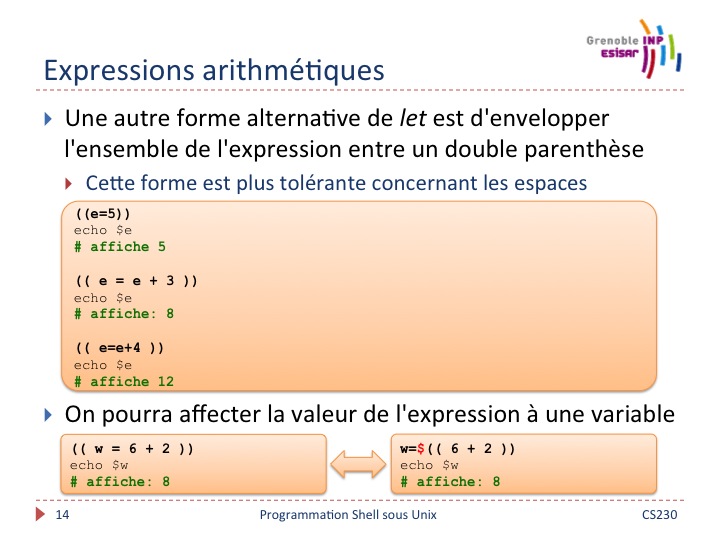 Grenoble INP
ESISAR
Expressions arithmétiques
Une autre forme alternative de let est d'envelopper
l'ensemble de l'expression entre un double parenthèse
Cette forme est plus tolérante concernant les espaces
((e=5))
echo $e
# affiche 5
(( e = e + 3 ))
echo $e
# affiche: 8
(( e=e+4 ))
echo $e
# affiche 12
On pourra affecter la valeur de l'expression à une variable
(( w = 6 + 2 ))
echo $w
# affiche: 8
w=$(( 6 + 2 ))
echo $w
# affiche: 8
14 Programmation Shell sous Unix CS230